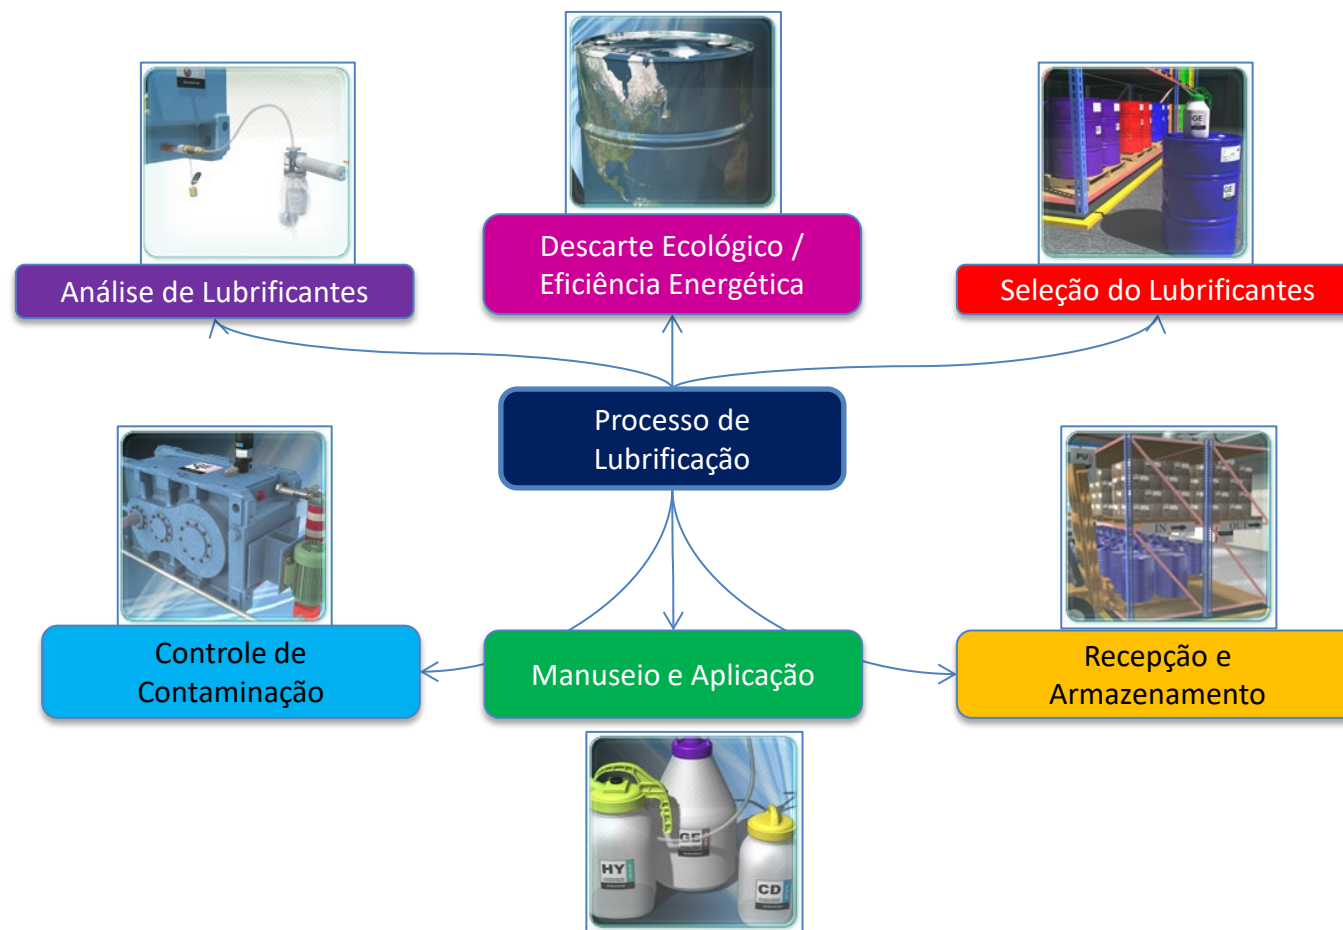 Descarte Ecológico /
Eficiência Energética
Análise de Lubrificantes
Seleção do Lubrificantes
GE
GE
Processo de
Lubrificação
PU
IN
OUT
Controle de
Contaminação
Manuseio e Aplicação
Recepção e
Armazenamento
HY
GE
CD